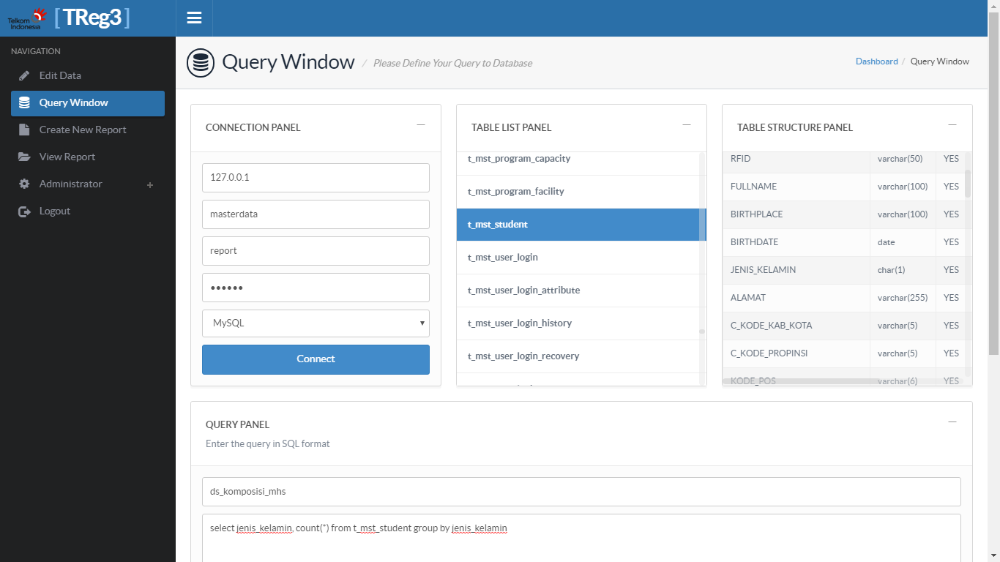 Telkom
Indonesia
[ TReg3 ]
NAVIGATION
Edit Data
Query Window
Create New Report
View Report
Administrator +
Logout
Query Window / Please Define Your Query to Database
Dashboard / Query Window
CONNECTION PANEL
127.0.0.1
masterdata
report
••••••
MySQL
Connect
TABLE LIST PANEL
t_mst_program_capacity
t_mst_program_facility
t_mst_student
t_mst_user_login
t_mst_user_login_attribute
t_mst_user_login_history
t_mst_user_login_recovery
TABLE STRUCTURE PANEL
RFID varchar(50) YES
FULLNAME varchar(100) YES
BIRTHPLACE varchar(100) YES
BIRTHDATE date YES
JENIS_KELAMIN char(1) YES
ALAMAT varchar(255) YES
C_KODE_KAB_KOTA varchar(5) YES
C_KODE_PROPINSI varchar(5) YES
KODE_POS varchar(6) YES
QUERY PANEL
Enter the query in SQL format
ds_komposisi_mhs
select jenis_kelamin, count(*) from t_mst_student group by jenis_kelamin